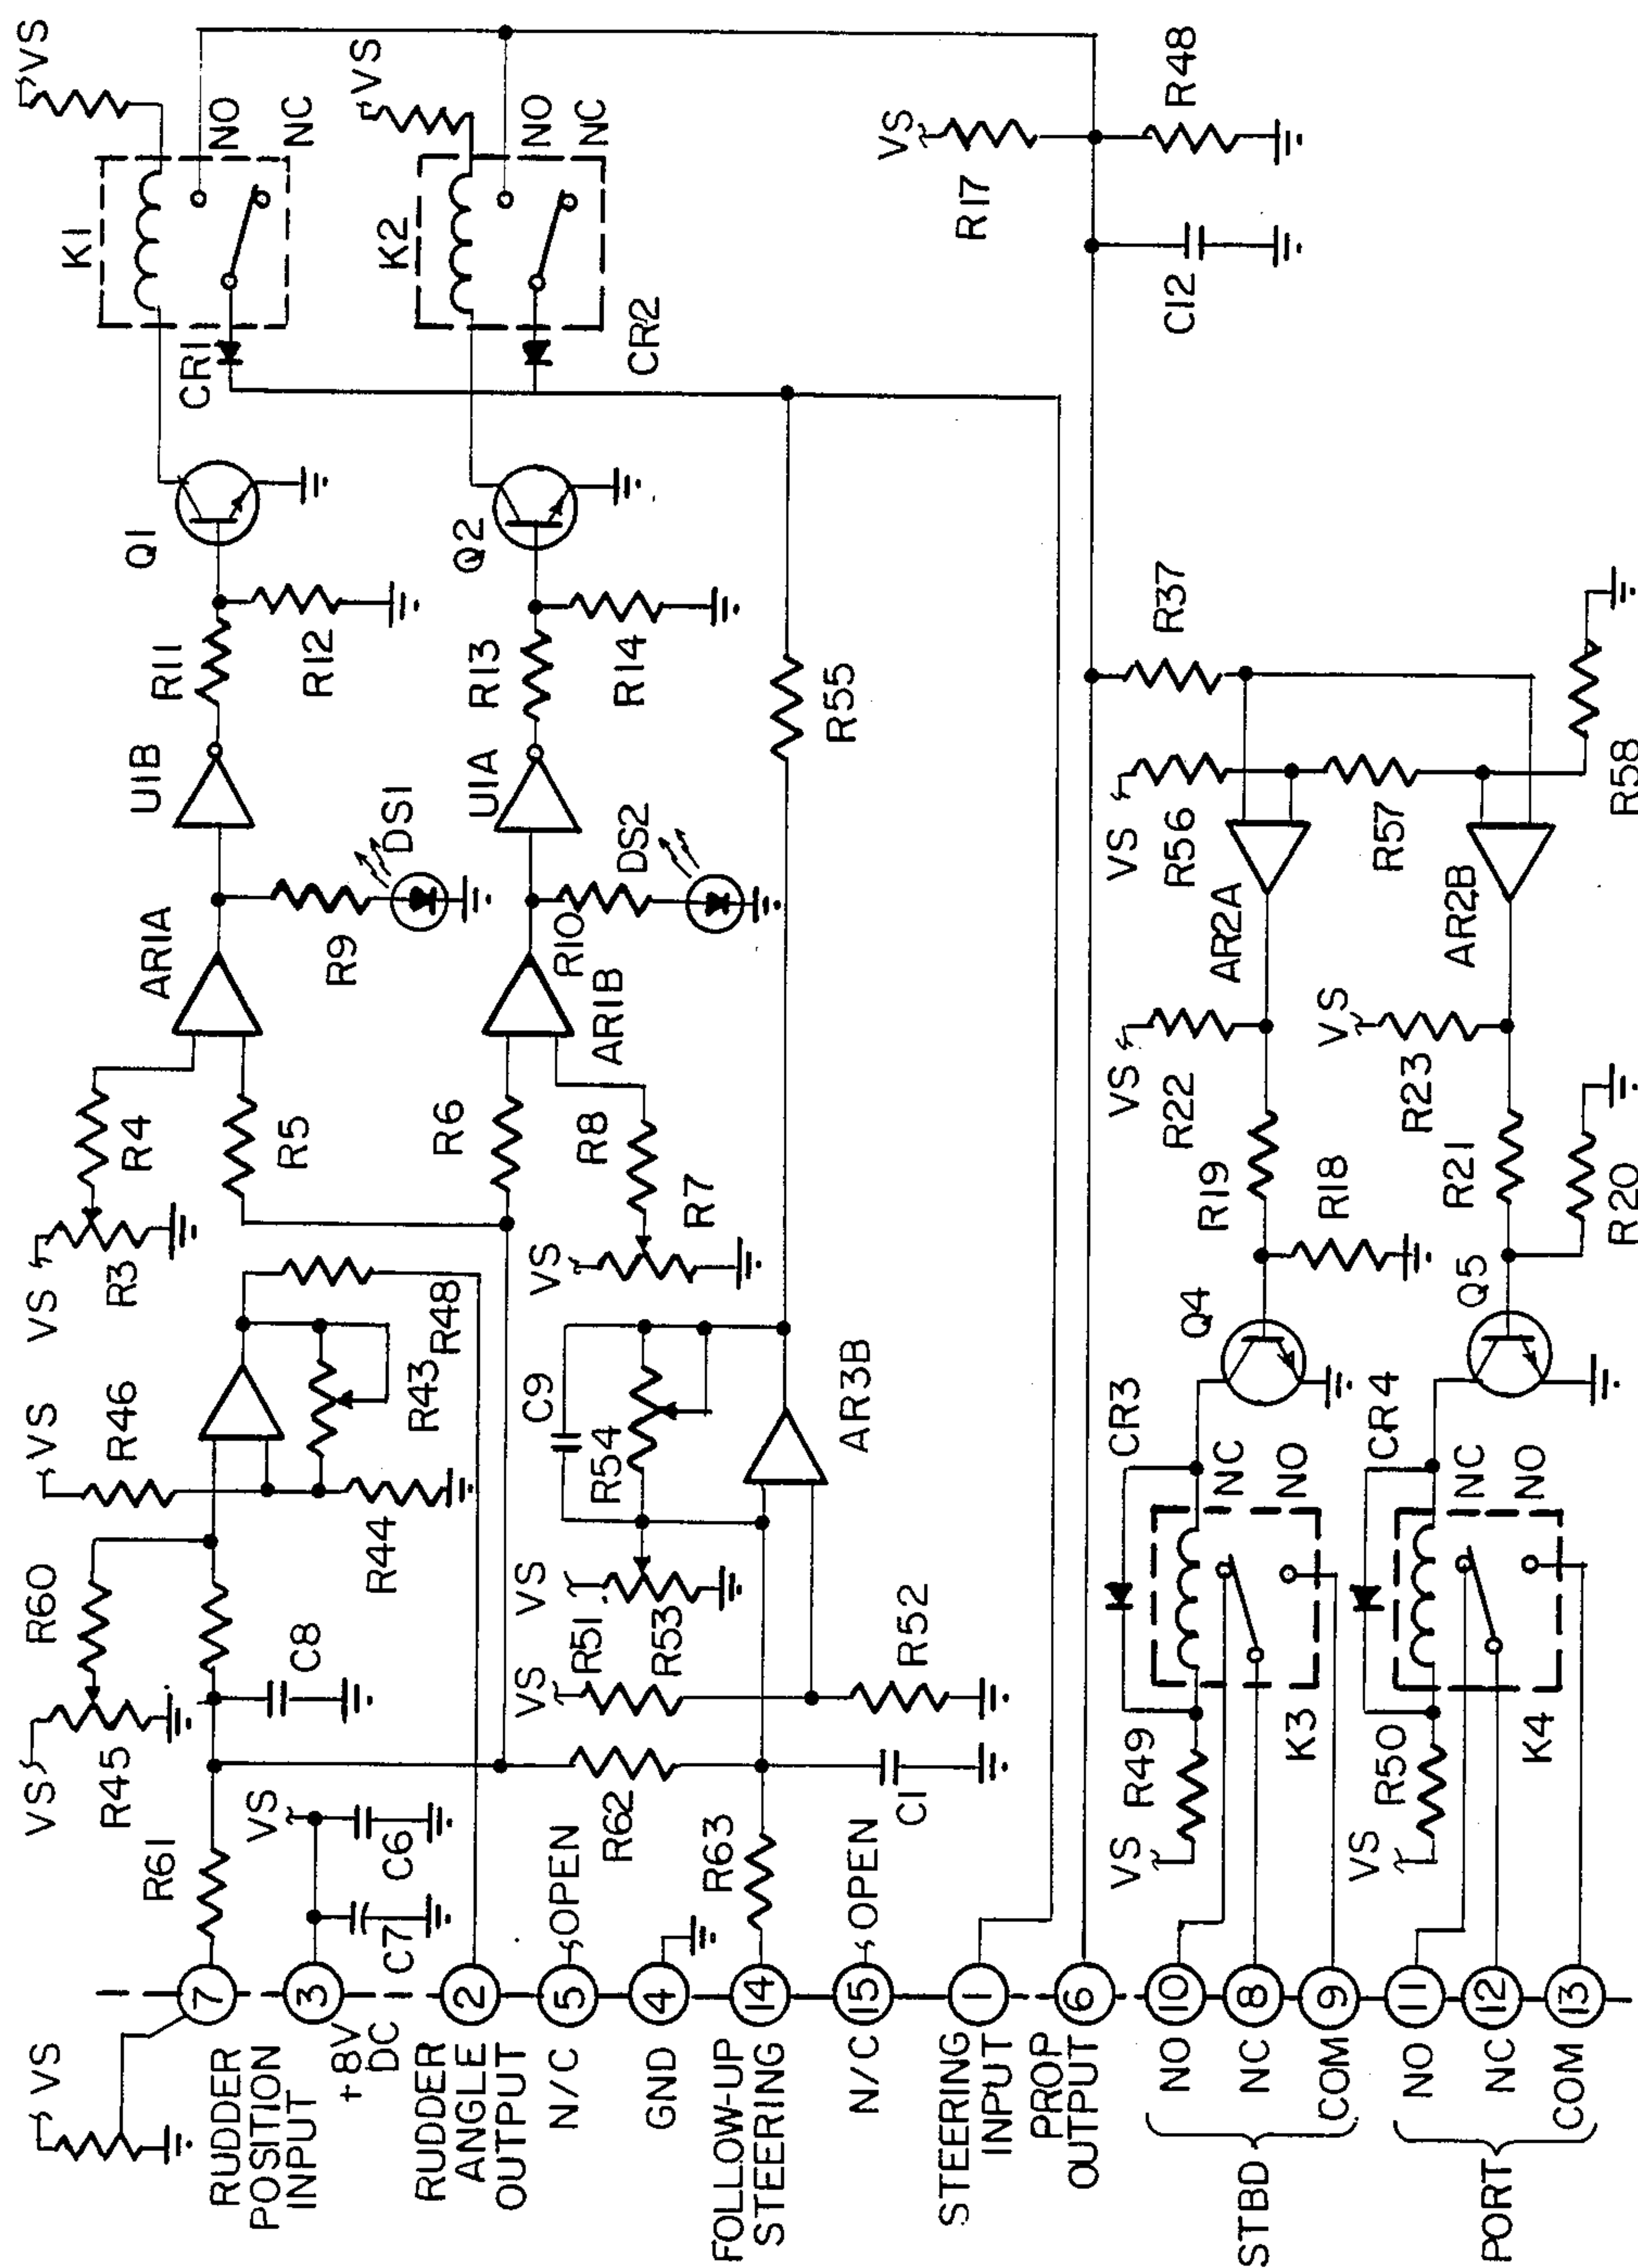 VS
RUDDER
POSITION
INPUT
7
+8V
DC
3
RUDDER
ANGLE
OUTPUT
2
N/C
5
OPEN
GND
4
FOLLOW-UP
STEERING
14
N/C
15
OPEN
STEERING
INPUT
1
PROP
OUTPUT
6
STBD
NO
10
NC
8
COM
9
PORT
NO
11
NC
12
COM
13
R61
VS
C7
C6
VS
R45
R60
C8
VS
R46
R44
R43
R48
R62
R63
C1
VS
R51
VS
R53
R52
C9
R54
AR3B
VS
R3
R4
R5
R6
VS
R7
R8
AR1A
AR1B
R9
DS1
R10
DS2
U1B
U1A
R11
R12
R13
R14
Q1
Q2
R55
CR1
CR2
K1
VS
NO
NC
K2
VS
NO
NC
VS
R17
R48
C12
R37
VS
R56
R57
R58
AR2A
AR2B
VS
R22
VS
R23
R19
R18
R21
R20
Q4
Q5
CR3
NC
NO
CR4
NC
NO
VS
R49
K3
VS
R50
K4